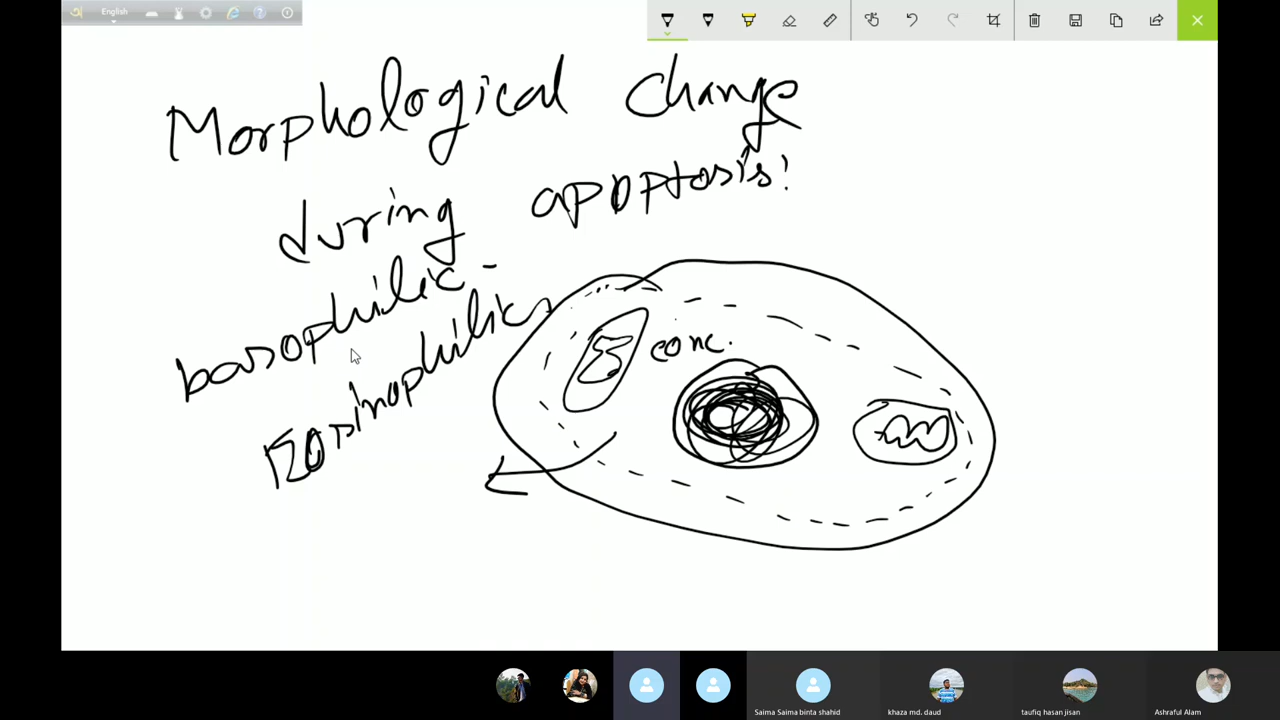 English
Morphological change
during apoptosis:
basophilic -
Eosinophilic
conc.
Saima Saima binta shahid
khaza md. daud
taufiq hasan jisan
Ashraful Alam